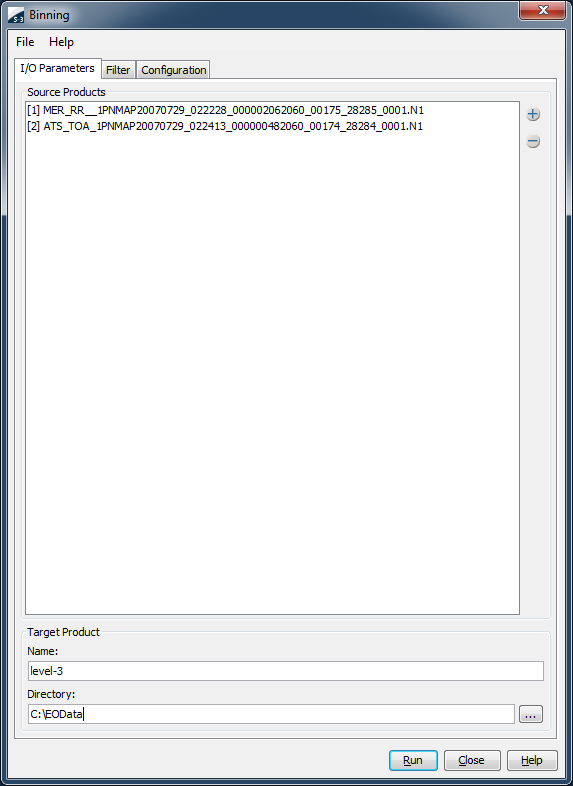 S-3 Binning
File Help
I/O Parameters Filter Configuration
Source Products
[1] MER_RR__1PNMAP20070729_022228_000002062060_00175_28285_0001.N1
[2] ATS_TOA_1PNMAP20070729_022413_000000482060_00174_28284_0001.N1
Target Product
Name:
level-3
Directory:
C:\EOData
...
Run Close Help